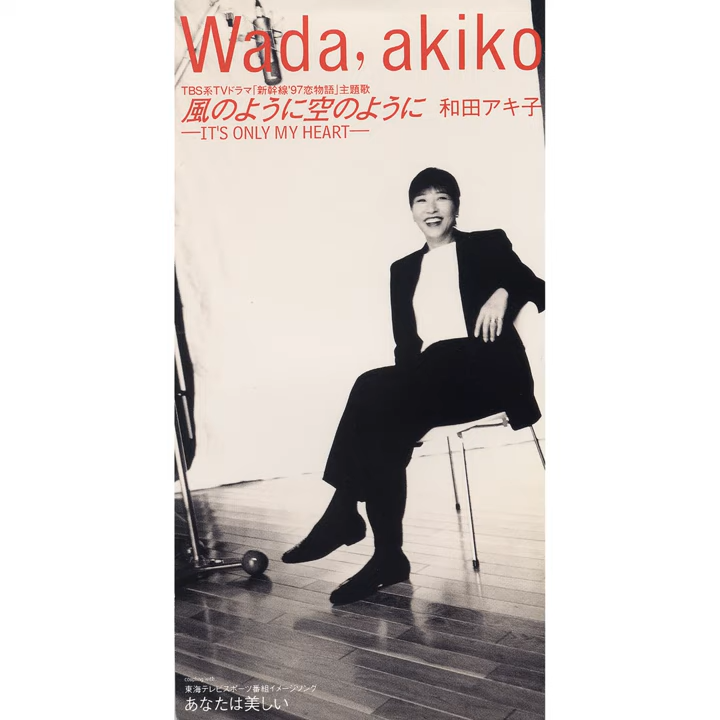 Wada, akiko
TBS系TVドラマ「新幹線'97恋物語」主題歌
風のように空のように 和田アキ子
—IT'S ONLY MY HEART—
coupling with
東海テレビスポーツ番組イメージソング
あなたは美しい